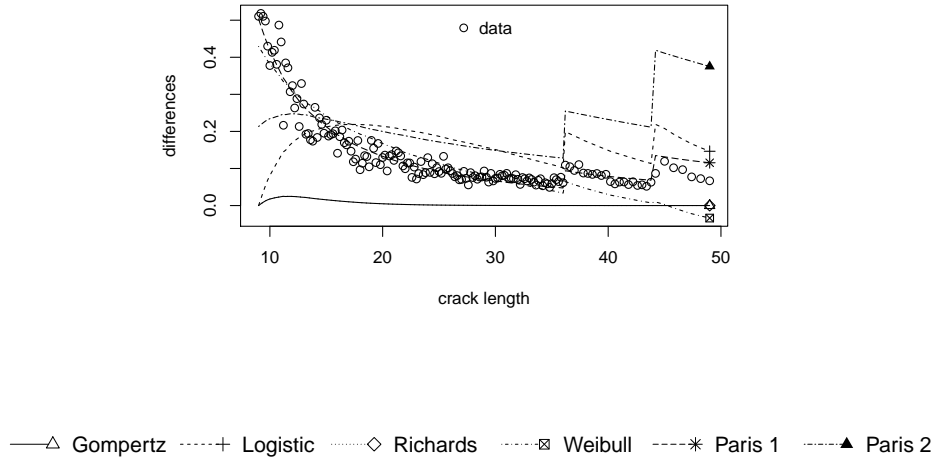 data
differences
0.0 0.2 0.4
10 20 30 40 50
crack length
Gompertz Logistic Richards Weibull Paris 1 Paris 2